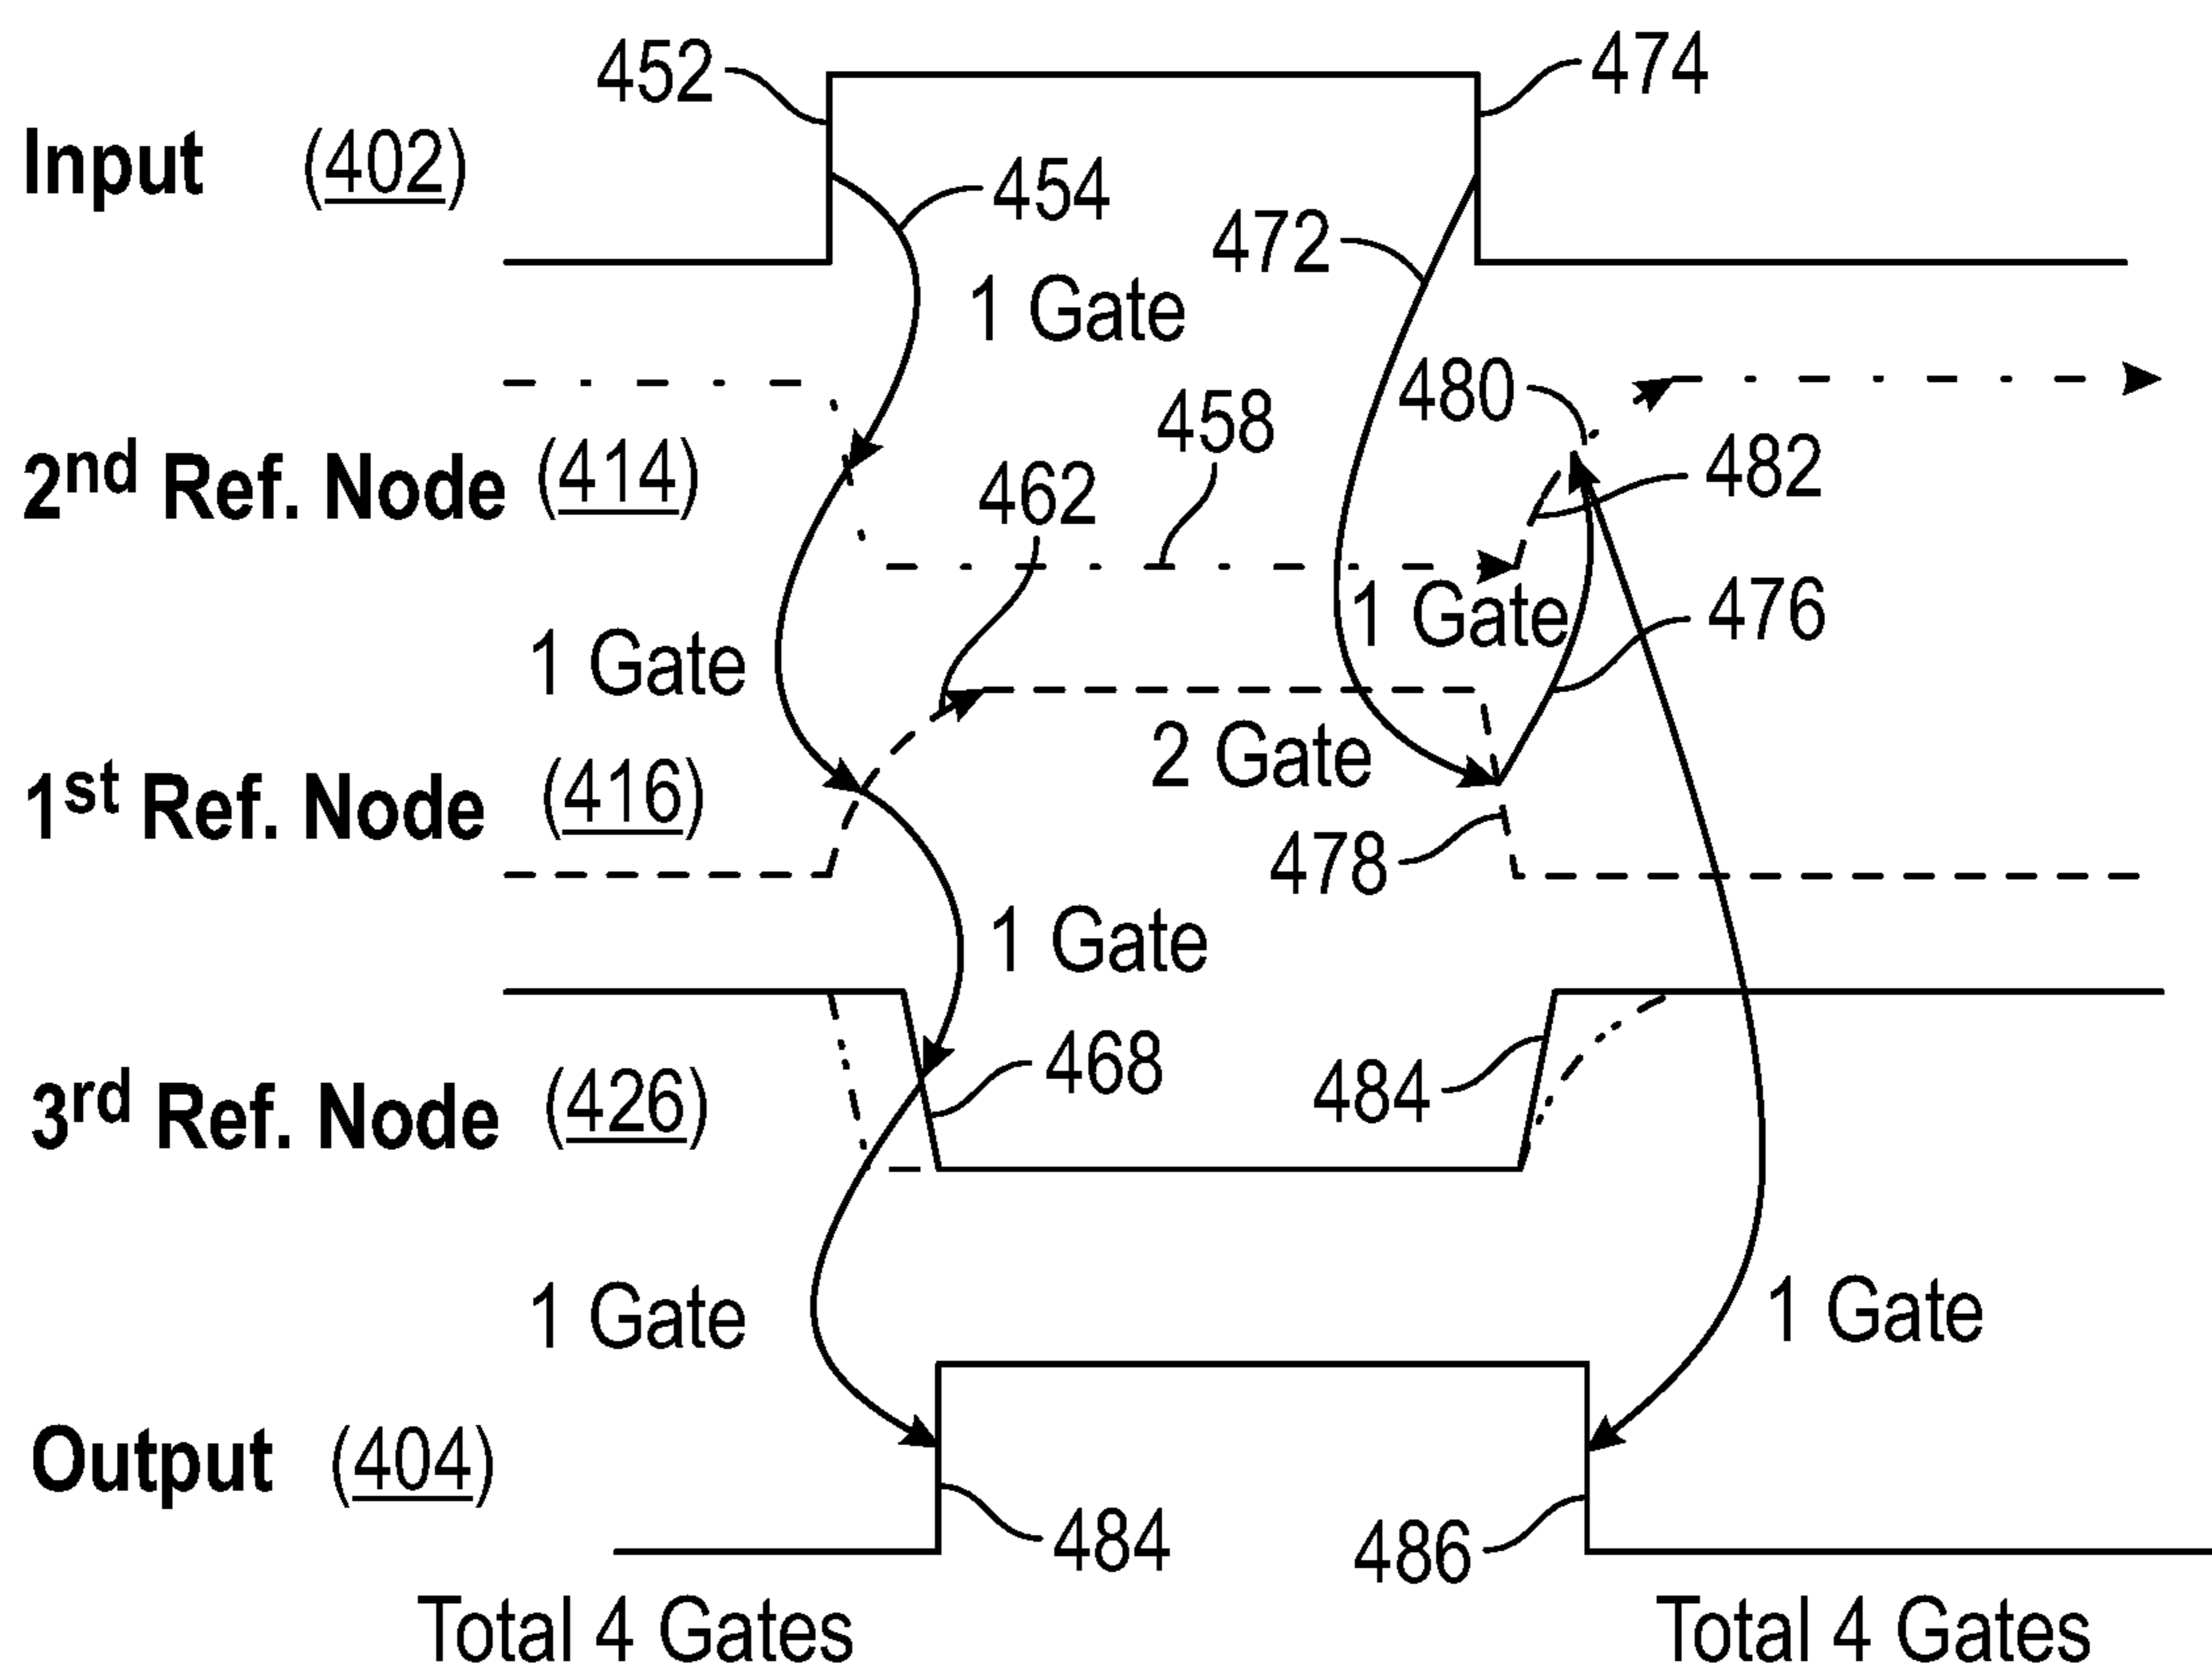 452
474
Input (402)
454
472
1 Gate
480
458
2nd Ref. Node (414)
462
482
1 Gate
476
1 Gate
2 Gate
1st Ref. Node (416)
478
1 Gate
3rd Ref. Node (426)
468
484
1 Gate
1 Gate
Output (404)
484
486
Total 4 Gates
Total 4 Gates